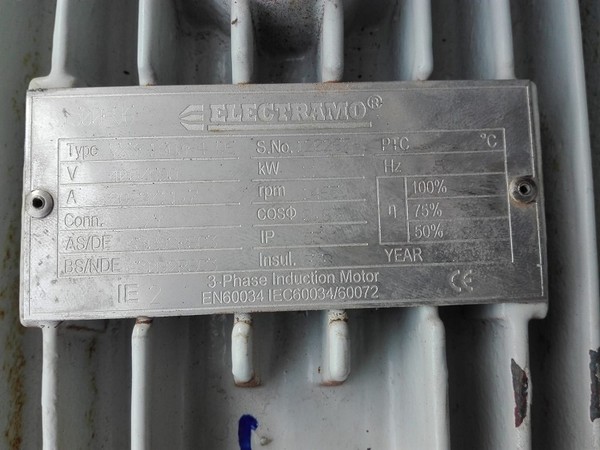 ELECTRAMO®
Type S.No. PTC °C
V kW Hz
A rpm 100%
Conn. COSΦ η 75%
AS/DE IP 50%
BS/NDE Insul. YEAR
3-Phase Induction Motor
IE EN60034 IEC60034/60072 CE